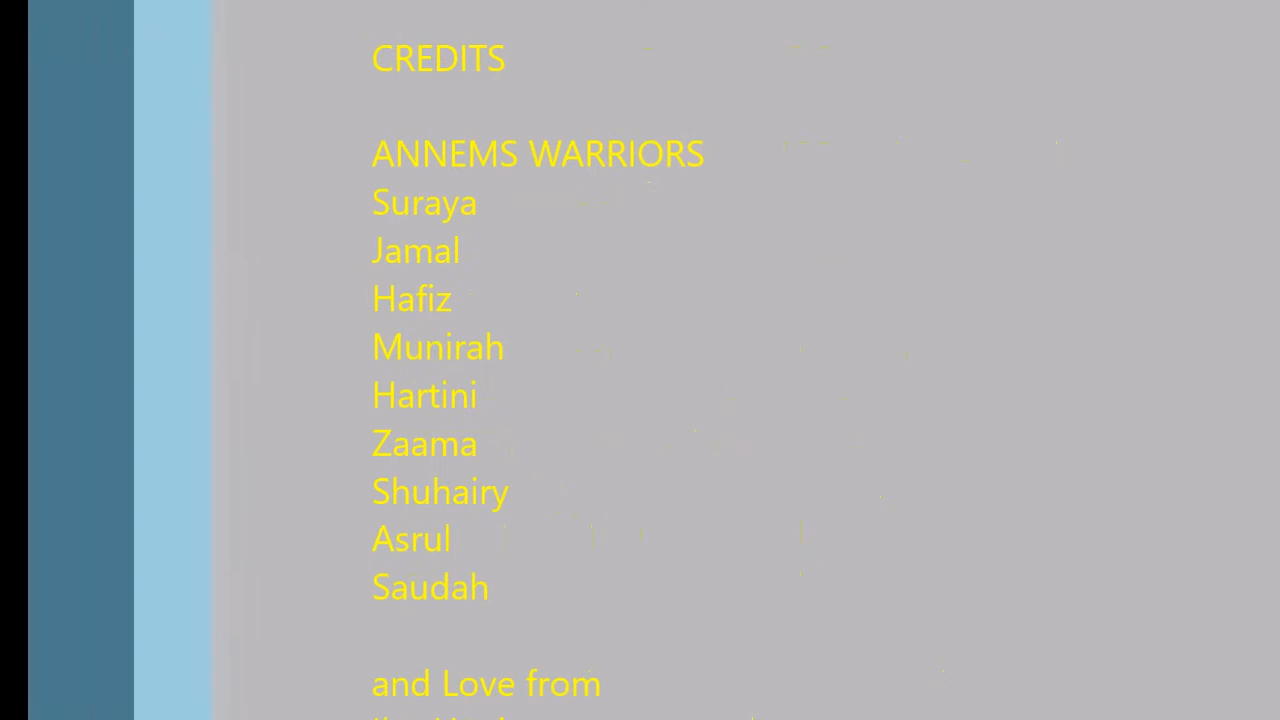 CREDITS
ANNEMS WARRIORS
Suraya
Jamal
Hafiz
Munirah
Hartini
Zaama
Shuhairy
Asrul
Saudah
and Love from